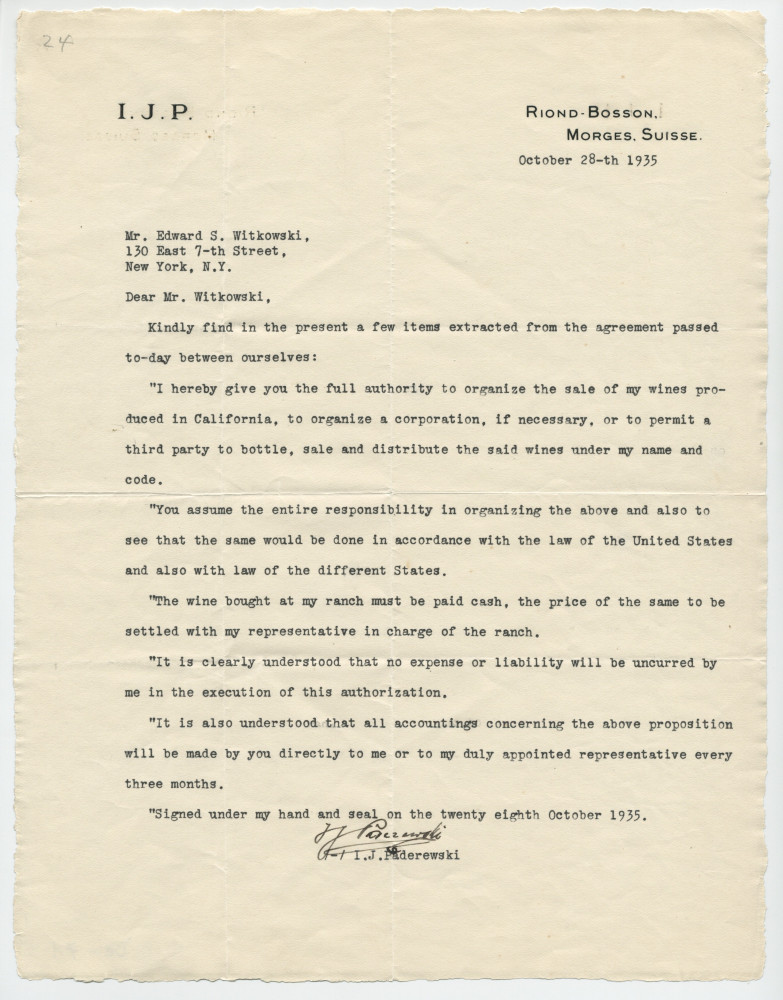 24
I. J. P.
RIOND-BOSSON,
MORGES, SUISSE.
October 28-th 1935
Mr. Edward S. Witkowski,
130 East 7-th Street,
New York, N.Y.
Dear Mr. Witkowski,
Kindly find in the present a few items extracted from the agreement passed
to-day between ourselves:
"I hereby give you the full authority to organize the sale of my wines pro-
duced in California, to organize a corporation, if necessary, or to permit a
third party to bottle, sale and distribute the said wines under my name and
code.
"You assume the entire responsibility in organizing the above and also to
see that the same would be done in accordance with the law of the United States
and also with law of the different States.
"The wine bought at my ranch must be paid cash, the price of the same to be
settled with my representative in charge of the ranch.
"It is clearly understood that no expense or liability will be uncurred by
me in the execution of this authorization.
"It is also understood that all accountings concerning the above proposition
will be made by you directly to me or to my duly appointed representative every
three months.
"Signed under my hand and seal on the twenty eighth October 1935.
I J Paderewski
(-) I.J.Paderewski